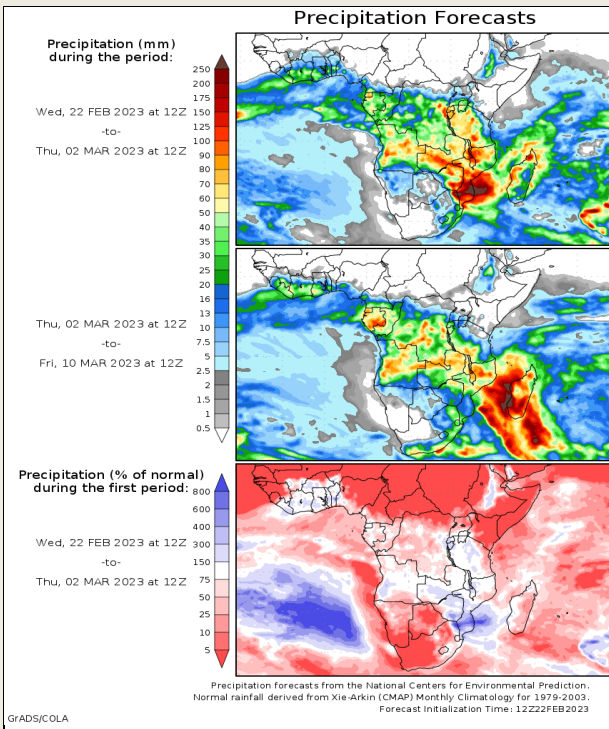 Precipitation Forecasts
Precipitation (mm)
during the period:
Wed, 22 FEB 2023 at 12Z
-to-
Thu, 02 MAR 2023 at 12Z
250
200
175
150
125
100
90
80
70
60
50
40
35
30
25
20
16
13
10
7.5
5
2.5
2
1.5
1
0.5
Thu, 02 MAR 2023 at 12Z
-to-
Fri, 10 MAR 2023 at 12Z
Precipitation (% of normal)
during the first period:
Wed, 22 FEB 2023 at 12Z
-to-
Thu, 02 MAR 2023 at 12Z
800
600
400
300
150
75
50
25
10
5
Precipitation forecasts from the National Centers for Environmental Prediction.
Normal rainfall derived from Xie-Arkin (CMAP) Monthly Climatology for 1979-2003.
Forecast Initialization Time: 12Z22FEB2023
GrADS/COLA